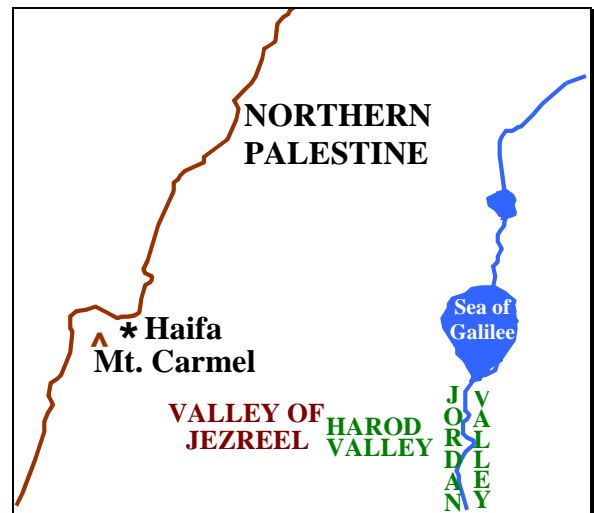 NORTHERN
PALESTINE
Sea of
Galilee
* Haifa
^
Mt. Carmel
VALLEY OF
JEZREEL
HAROD
VALLEY
JORDAN
VALLEY